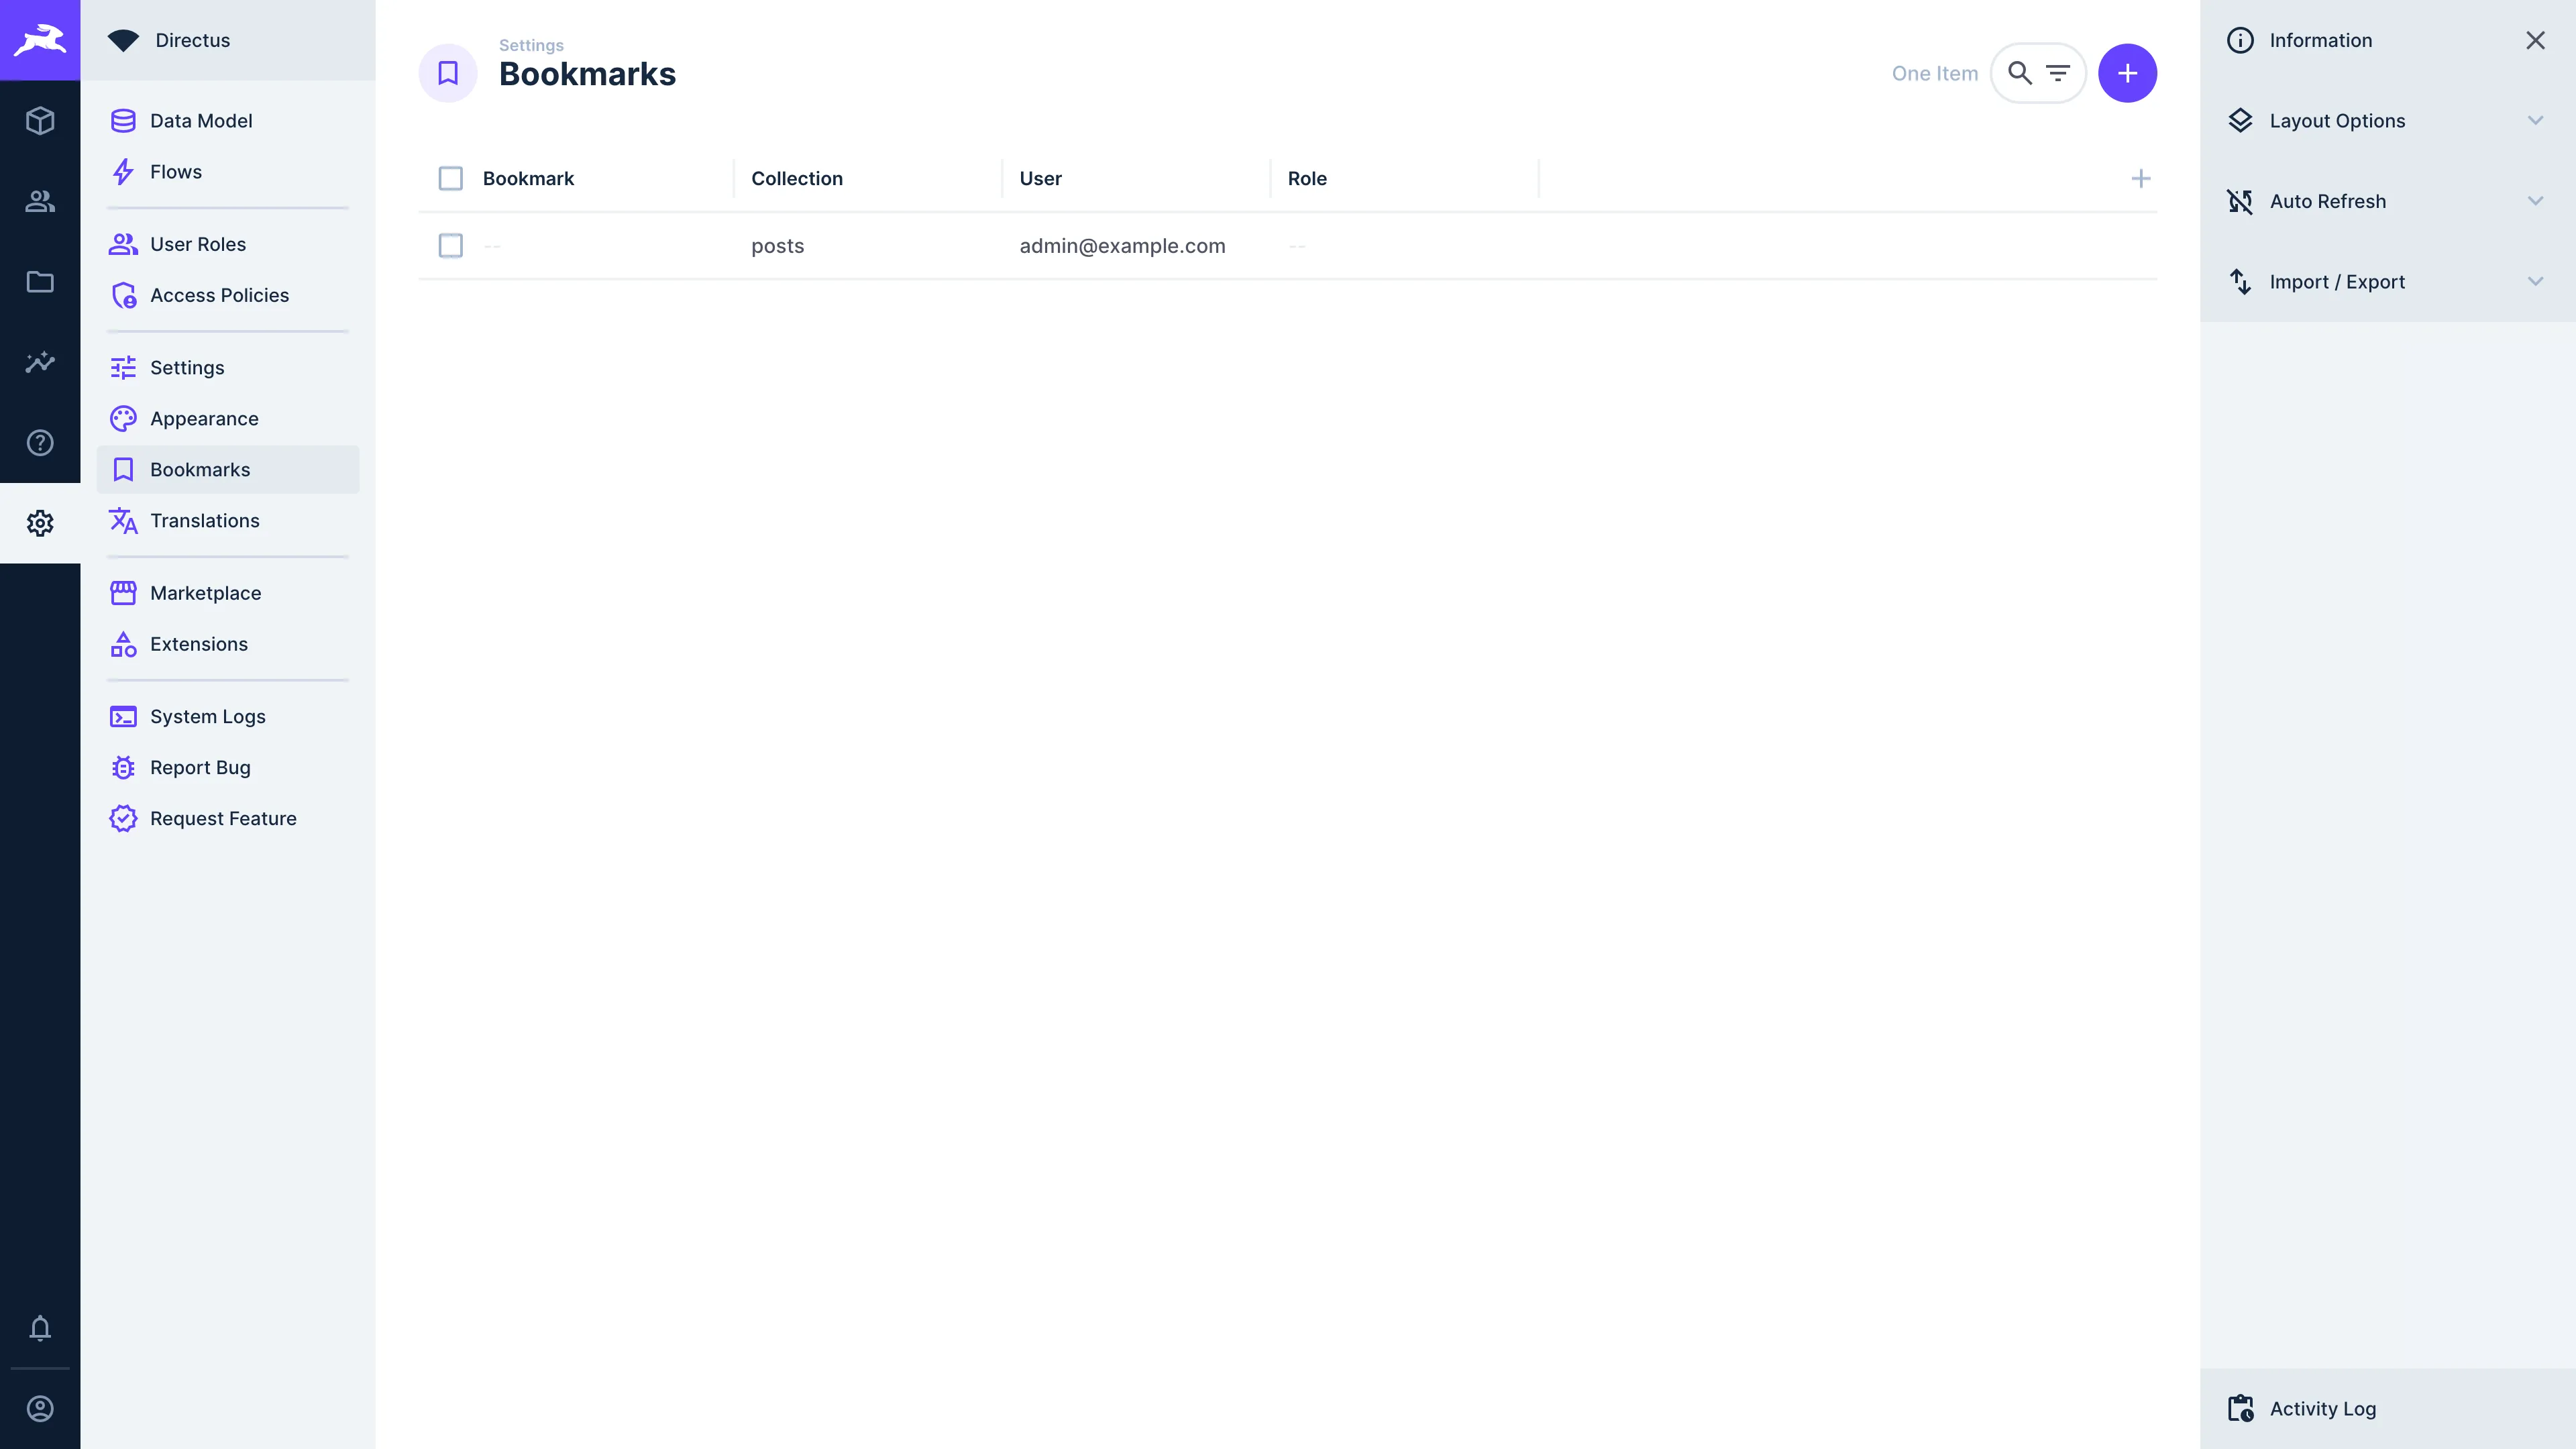 Directus
Data Model
Flows
User Roles
Access Policies
Settings
Appearance
Bookmarks
Translations
Marketplace
Extensions
System Logs
Report Bug
Request Feature
Settings
Bookmarks
One Item
Bookmark Collection User Role
-- posts admin@example.com --
Information
Layout Options
Auto Refresh
Import / Export
Activity Log